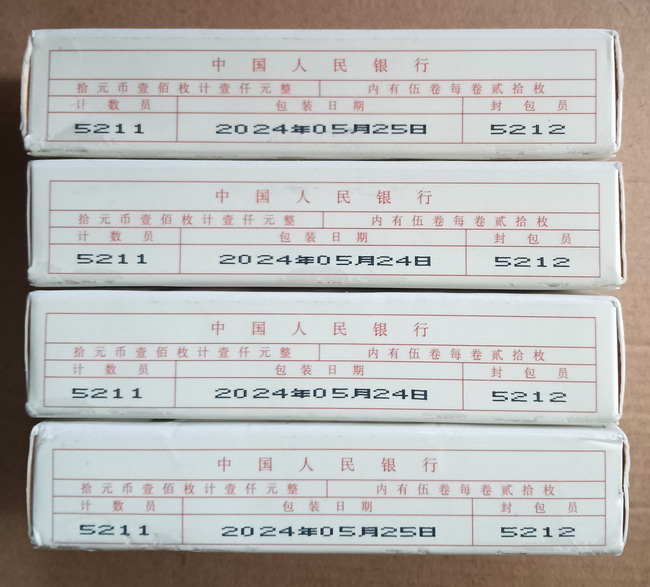 中国人民银行
拾元币壹佰枚计壹仟元整 内有伍卷每卷贰拾枚
计数员 包装日期 封包员
5211 2024年05月25日 5212
中国人民银行
拾元币壹佰枚计壹仟元整 内有伍卷每卷贰拾枚
计数员 包装日期 封包员
5211 2024年05月24日 5212
中国人民银行
拾元币壹佰枚计壹仟元整 内有伍卷每卷贰拾枚
计数员 包装日期 封包员
5211 2024年05月24日 5212
中国人民银行
拾元币壹佰枚计壹仟元整 内有伍卷每卷贰拾枚
计数员 包装日期 封包员
5211 2024年05月25日 5212